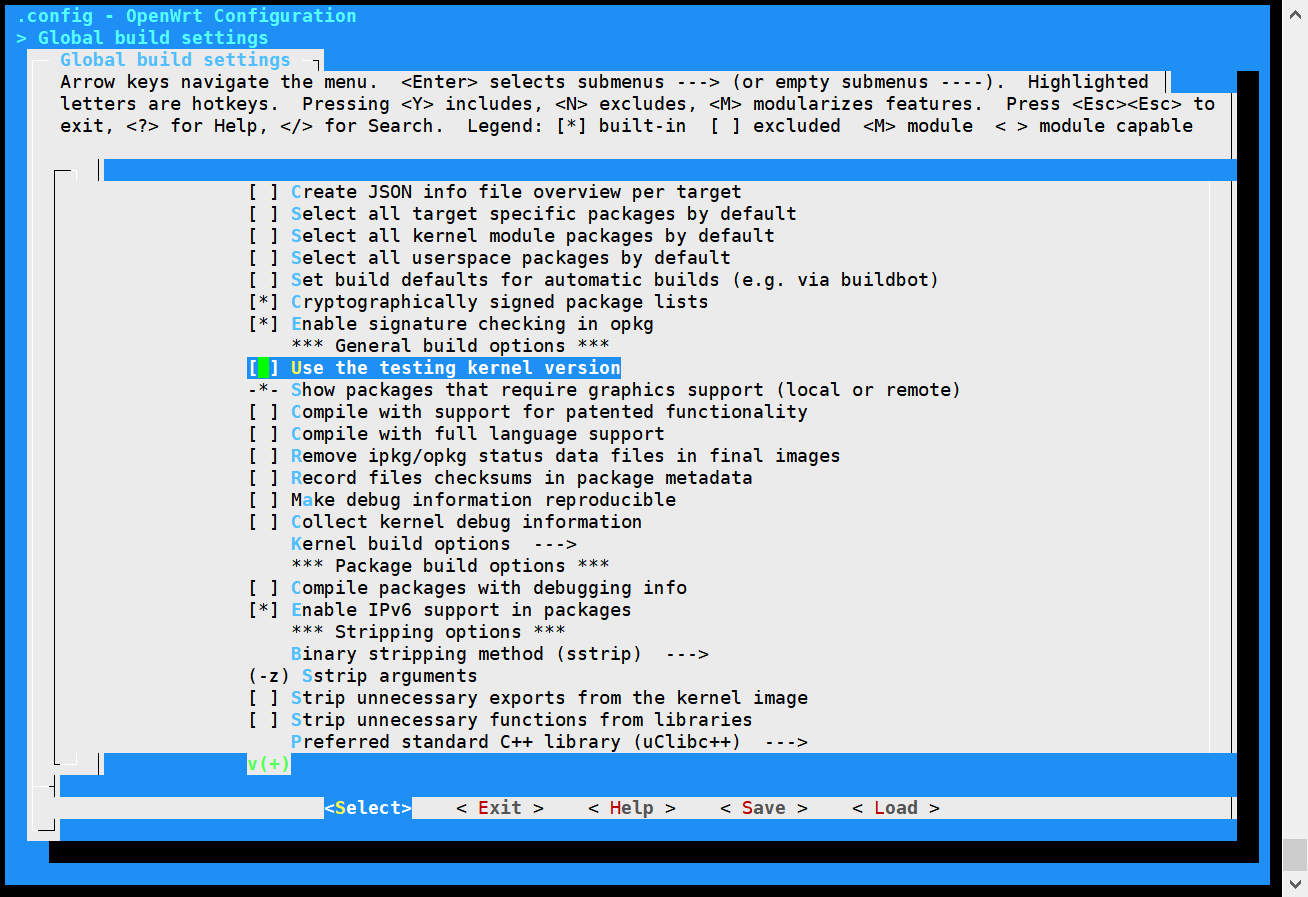 .config - OpenWrt Configuration
> Global build settings
Global build settings
Arrow keys navigate the menu.  <Enter> selects submenus ---> (or empty submenus ----).  Highlighted
letters are hotkeys.  Pressing <Y> includes, <N> excludes, <M> modularizes features.  Press <Esc><Esc> to
exit, <?> for Help, </> for Search.  Legend: [*] built-in  [ ] excluded  <M> module  < > module capable
[ ] Create JSON info file overview per target
[ ] Select all target specific packages by default
[ ] Select all kernel module packages by default
[ ] Select all userspace packages by default
[ ] Set build defaults for automatic builds (e.g. via buildbot)
[*] Cryptographically signed package lists
[*] Enable signature checking in opkg
*** General build options ***
[ ] Use the testing kernel version
-*- Show packages that require graphics support (local or remote)
[ ] Compile with support for patented functionality
[ ] Compile with full language support
[ ] Remove ipkg/opkg status data files in final images
[ ] Record files checksums in package metadata
[ ] Make debug information reproducible
[ ] Collect kernel debug information
Kernel build options  --->
*** Package build options ***
[ ] Compile packages with debugging info
[*] Enable IPv6 support in packages
*** Stripping options ***
Binary stripping method (sstrip)  --->
(-z) Sstrip arguments
[ ] Strip unnecessary exports from the kernel image
[ ] Strip unnecessary functions from libraries
Preferred standard C++ library (uClibc++)  --->
v(+)
<Select>    < Exit >    < Help >    < Save >    < Load >